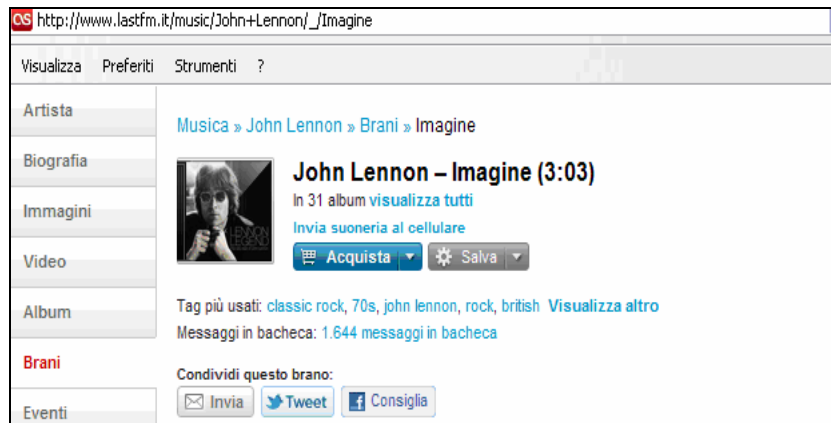 http://www.lastfm.it/music/John+Lennon/_/Imagine
Visualizza Preferiti Strumenti ?
Artista
Biografia
Immagini
Video
Album
Brani
Eventi
Musica » John Lennon » Brani » Imagine
LENNON
LEGEND
John Lennon – Imagine (3:03)
In 31 album visualizza tutti
Invia suoneria al cellulare
Acquista Salva
Tag più usati: classic rock, 70s, john lennon, rock, british Visualizza altro
Messaggi in bacheca: 1.644 messaggi in bacheca
Condividi questo brano:
Invia Tweet Consiglia